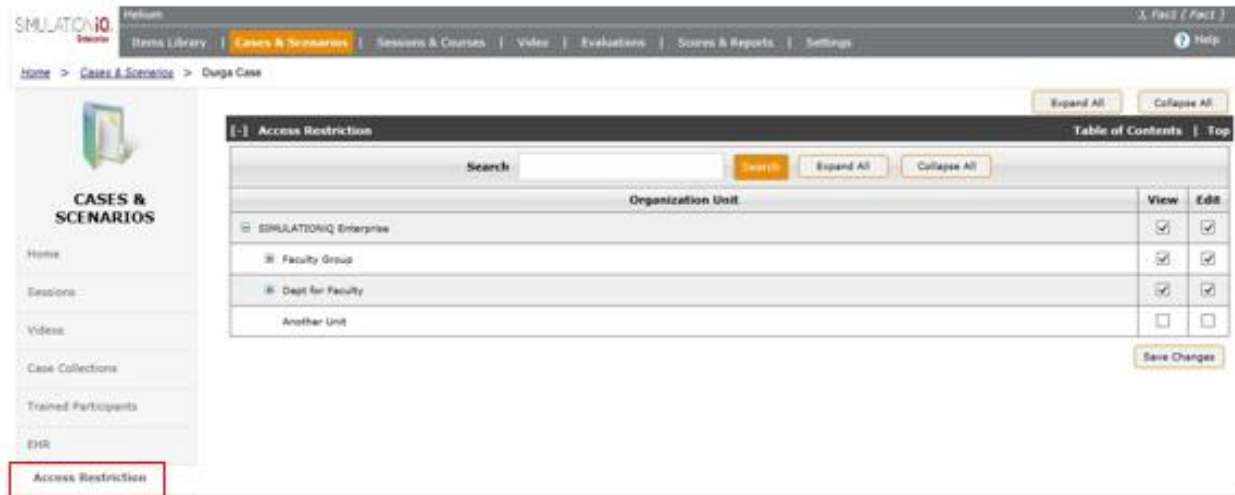 SIMULATIONiQ
Enterprise
Helium
Items Library | Cases & Scenarios | Sessions & Courses | Video | Evaluations | Scores & Reports | Settings
Help
Home > Cases & Scenarios > Durga Case
Expand All Collapse All
[-] Access Restriction Table of Contents | Top
Search Search Expand All Collapse All
Organization Unit View Edit
SIMULATIONiQ Enterprise
Faculty Group
Dept for Faculty
Another Unit
Save Changes
CASES &
SCENARIOS
Home
Sessions
Videos
Case Collections
Trained Participants
EHR
Access Restriction